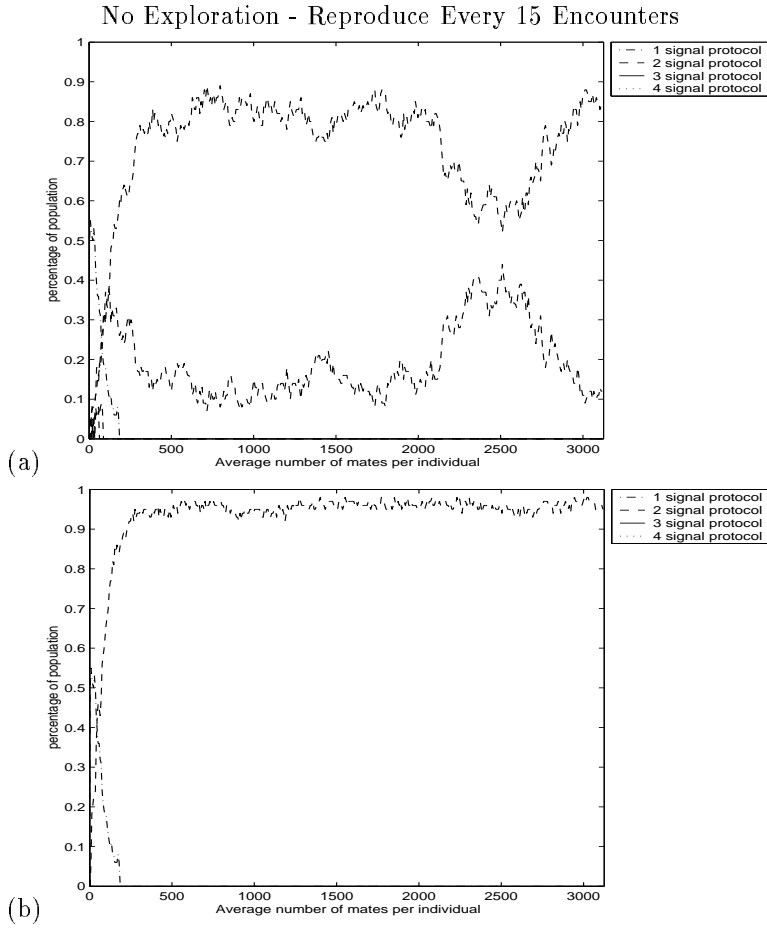 No Exploration - Reproduce Every 15 Encounters
1
0.9
0.8
0.7
0.6
0.5
0.4
0.3
0.2
0.1
0
percentage of population
0 500 1000 1500 2000 2500 3000
Average number of mates per individual
1 signal protocol
2 signal protocol
3 signal protocol
4 signal protocol
(a)
1
0.9
0.8
0.7
0.6
0.5
0.4
0.3
0.2
0.1
0
percentage of population
0 500 1000 1500 2000 2500 3000
Average number of mates per individual
1 signal protocol
2 signal protocol
3 signal protocol
4 signal protocol
(b)